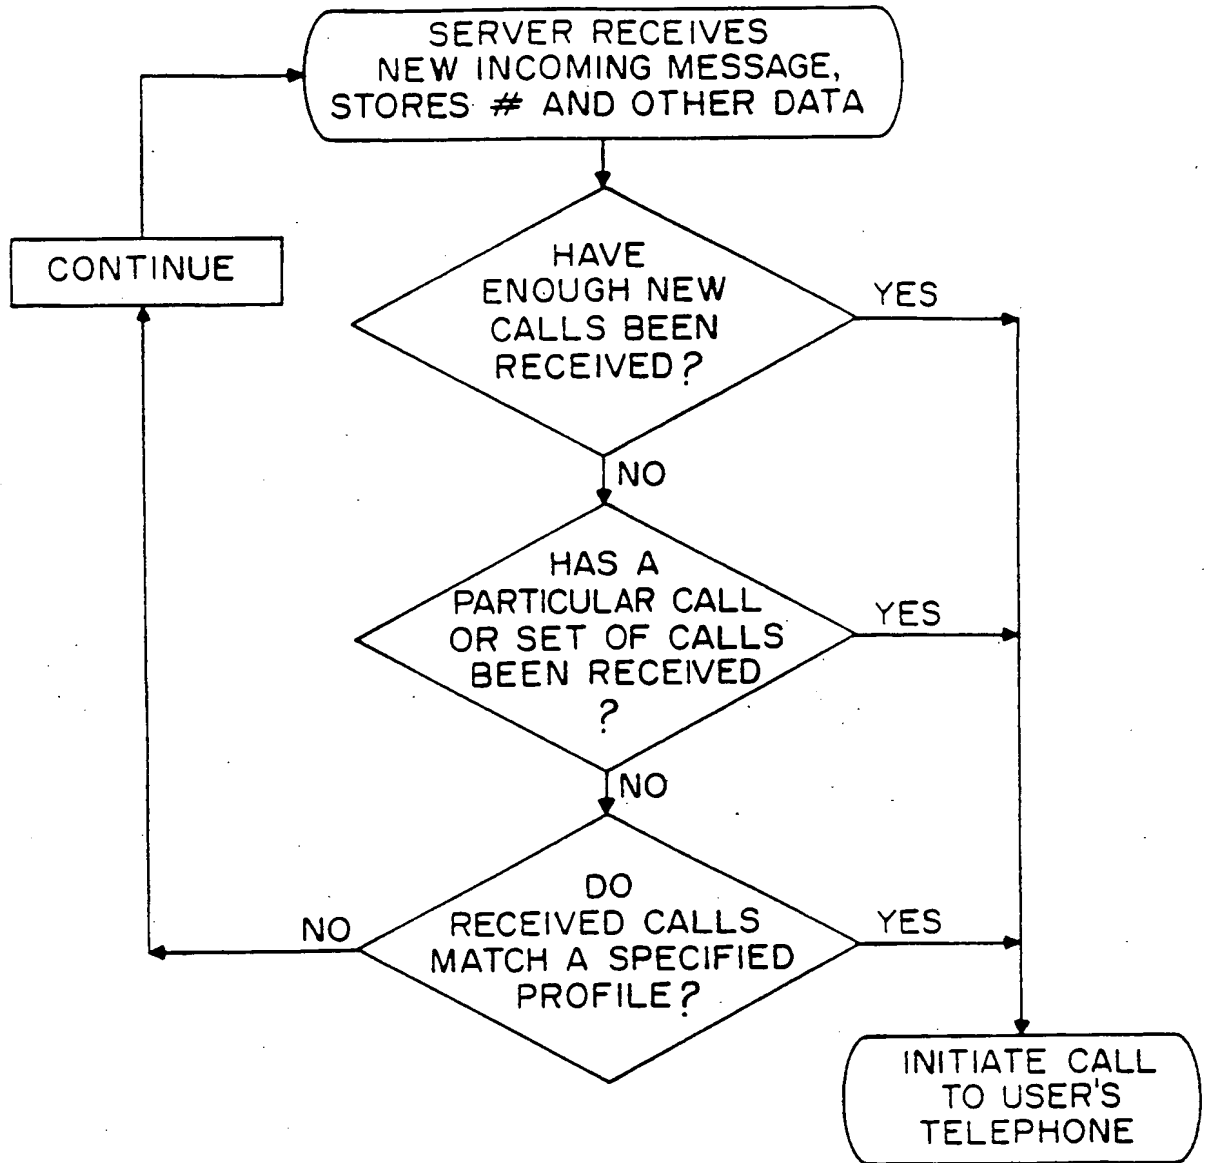 SERVER RECEIVES
NEW INCOMING MESSAGE,
STORES # AND OTHER DATA
CONTINUE
HAVE
ENOUGH NEW
CALLS BEEN
RECEIVED?
YES
NO
HAS A
PARTICULAR CALL
OR SET OF CALLS
BEEN RECEIVED
?
YES
NO
DO
RECEIVED CALLS
MATCH A SPECIFIED
PROFILE?
NO
YES
INITIATE CALL
TO USER'S
TELEPHONE